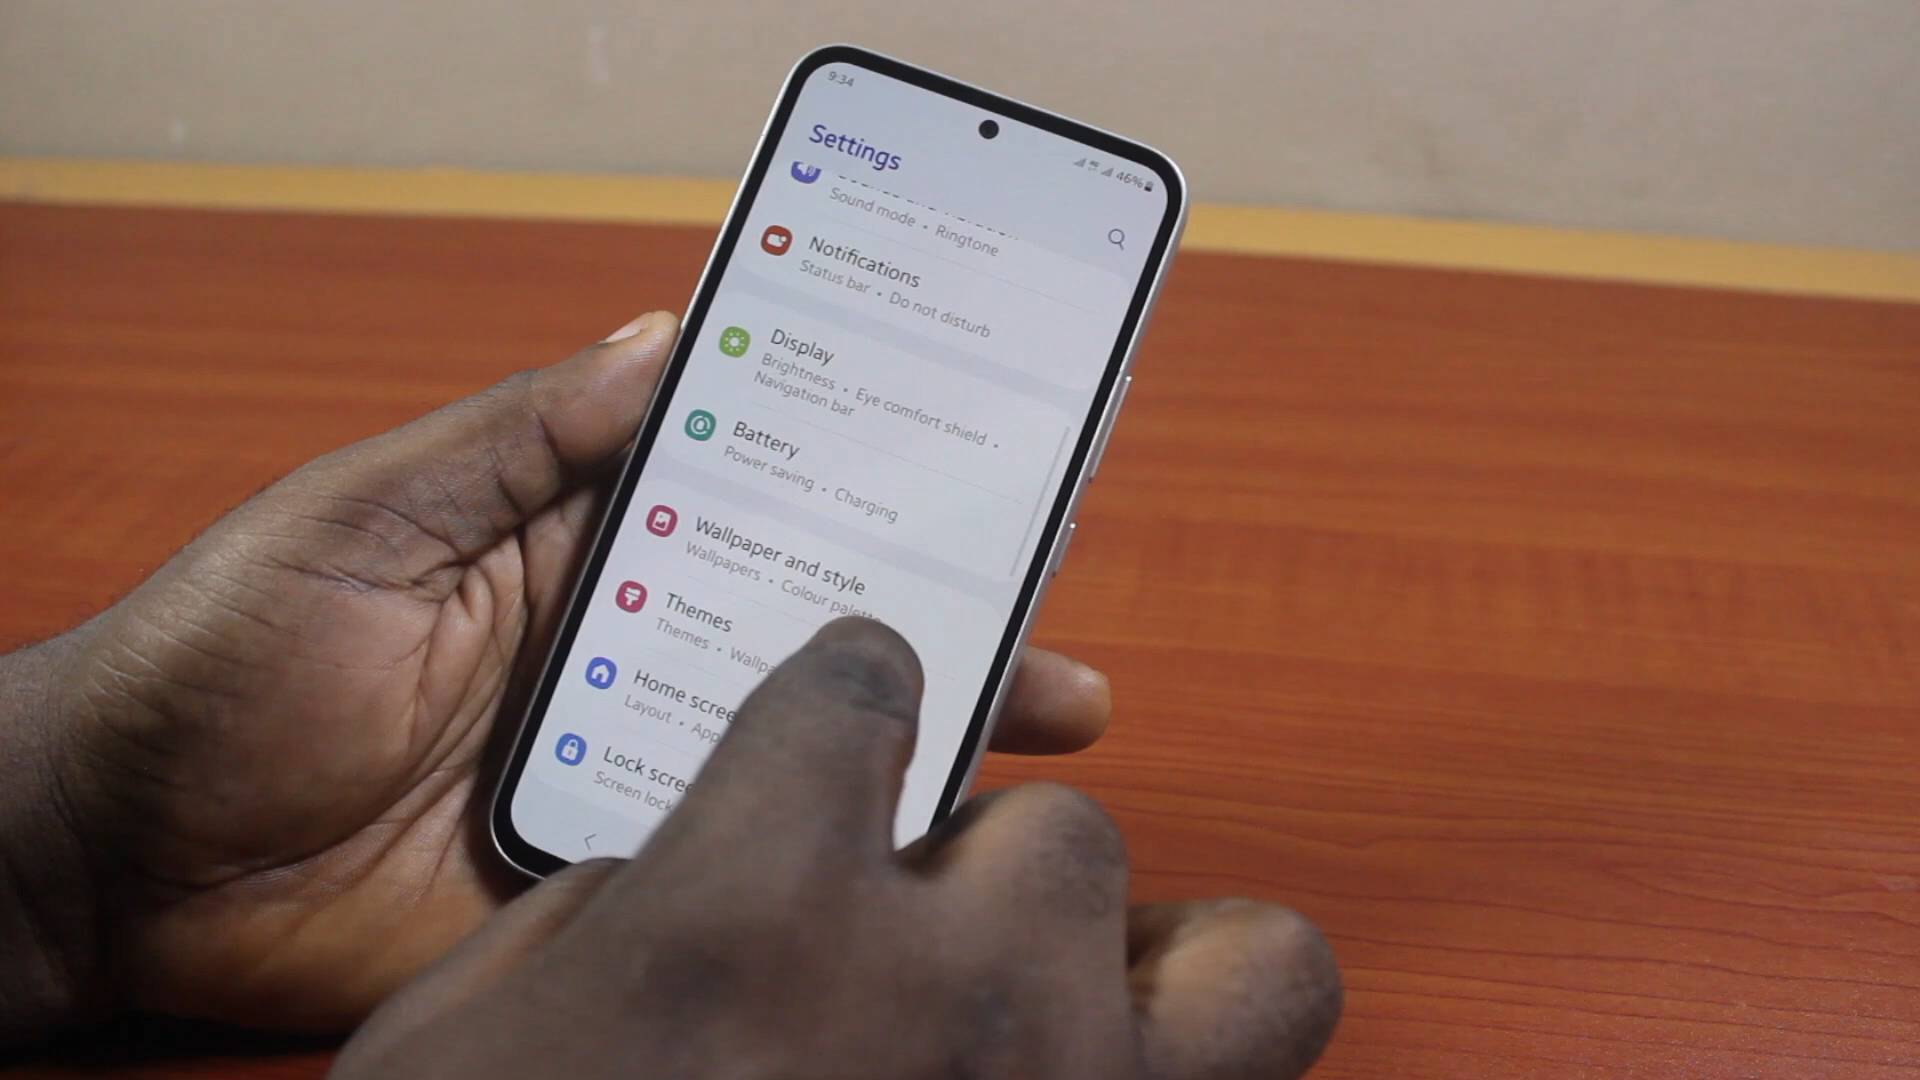 9:34
46%
Settings
Sound mode • Ringtone
Notifications
Status bar • Do not disturb
Display
Brightness • Eye comfort shield •
Navigation bar
Battery
Power saving • Charging
Wallpaper and style
Wallpapers • Colour palette
Themes
Themes •
Home
Layout •
Lock
Screen lock